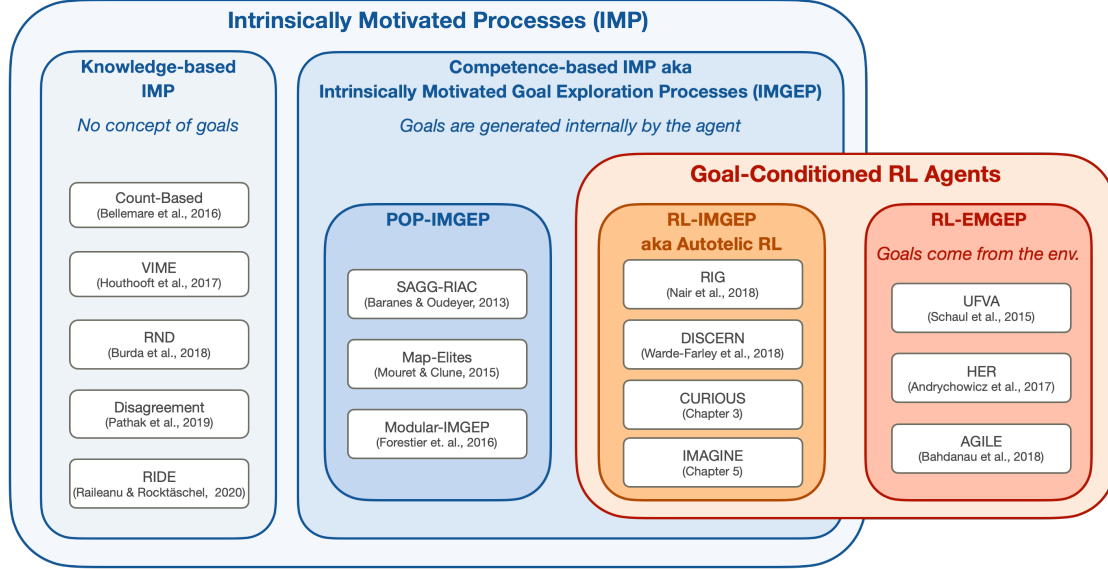 Intrinsically Motivated Processes (IMP)
Knowledge-based
IMP
No concept of goals
Count-Based
(Bellemare et al., 2016)
VIME
(Houthooft et al., 2017)
RND
(Burda et al., 2018)
Disagreement
(Pathak et al., 2019)
RIDE
(Raileanu & Rocktäschel, 2020)
Competence-based IMP aka
Intrinsically Motivated Goal Exploration Processes (IMGEP)
Goals are generated internally by the agent
POP-IMGEP
SAGG-RIAC
(Baranes & Oudeyer, 2013)
Map-Elites
(Mouret & Clune, 2015)
Modular-IMGEP
(Forestier et. al., 2016)
Goal-Conditioned RL Agents
RL-IMGEP
aka Autotelic RL
RIG
(Nair et al., 2018)
DISCERN
(Warde-Farley et al., 2018)
CURIOUS
(Chapter 3)
IMAGINE
(Chapter 5)
RL-EMGEP
Goals come from the env.
UFVA
(Schaul et al., 2015)
HER
(Andrychowicz et al., 2017)
AGILE
(Bahdanau et al., 2018)